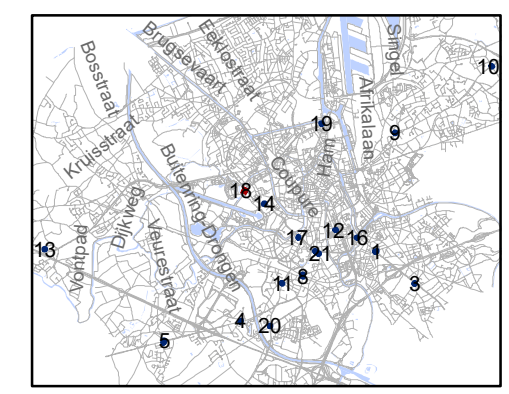 Singel
Eeklostraat
Brugsevaart
Bosstraat
10
Afrikalaan
19
9
Kruisstraat
Ham
Buitenring-Drongen
Coupure
18
14
Dijkweg
12
17
16
13
21
1
Vontpad
Veurestraat
8
11
3
4
20
5